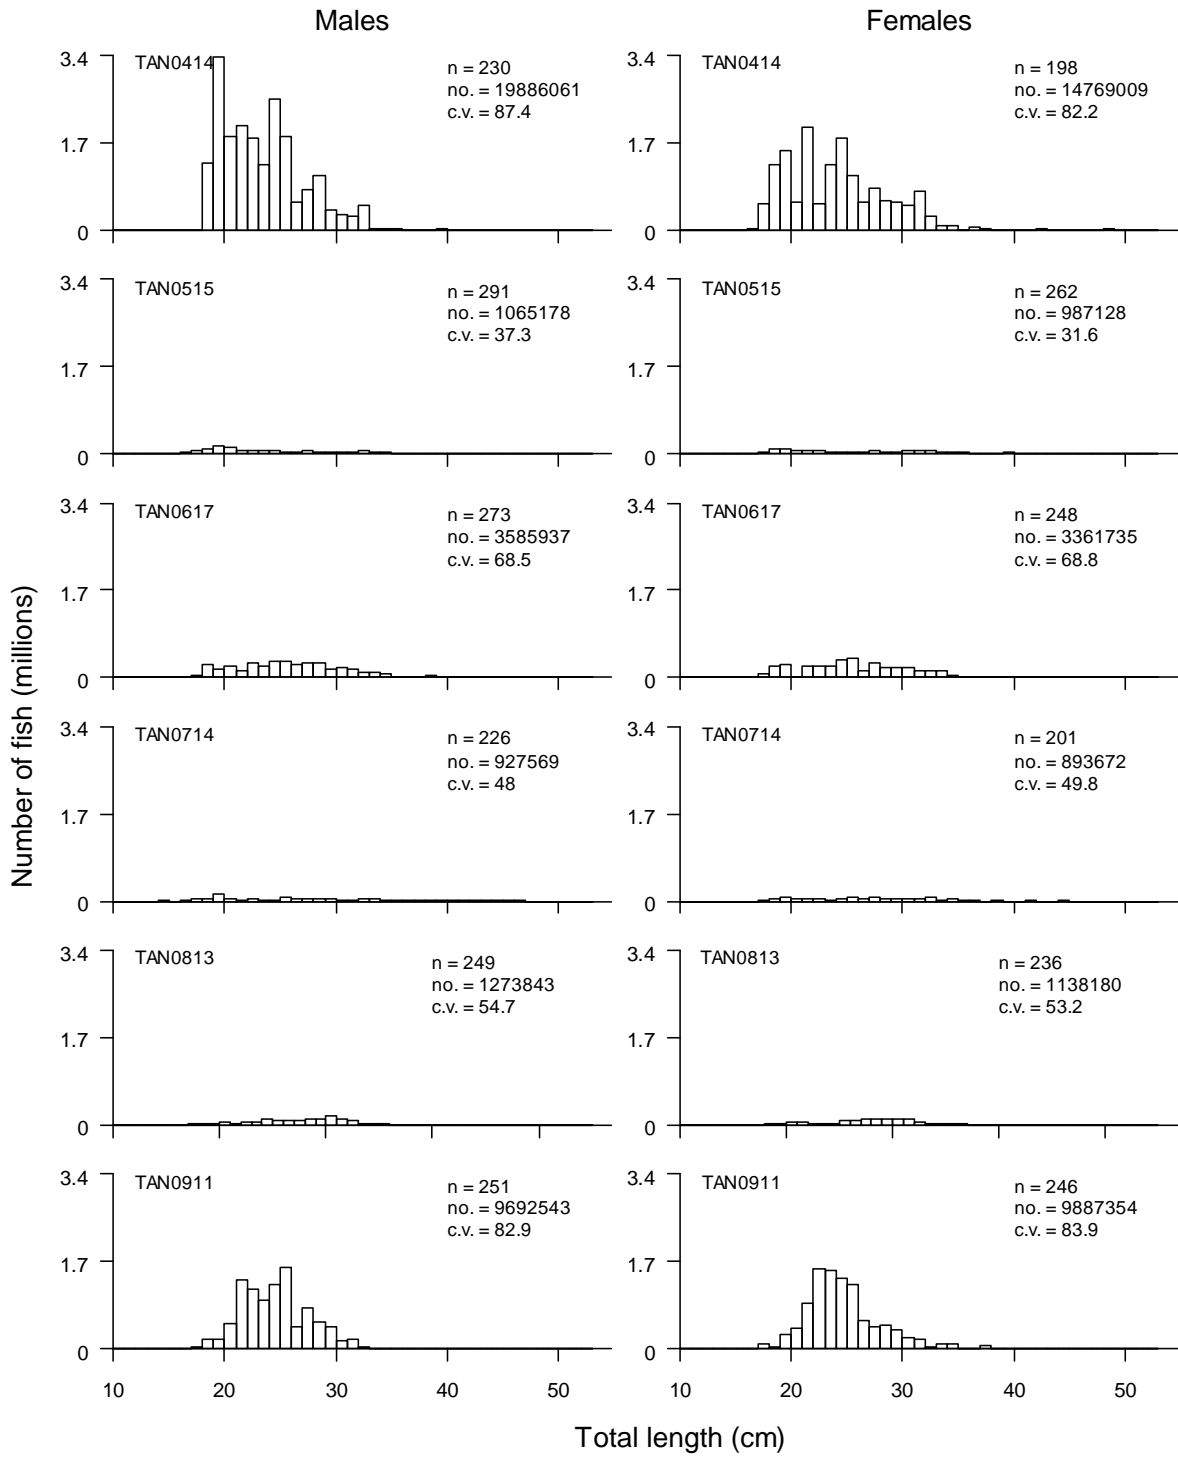 Males
Females
Number of fish (millions)
3.4
1.7
0
TAN0414
n = 230
no. = 19886061
c.v. = 87.4
3.4
1.7
0
TAN0414
n = 198
no. = 14769009
c.v. = 82.2
3.4
1.7
0
TAN0515
n = 291
no. = 1065178
c.v. = 37.3
3.4
1.7
0
TAN0515
n = 262
no. = 987128
c.v. = 31.6
3.4
1.7
0
TAN0617
n = 273
no. = 3585937
c.v. = 68.5
3.4
1.7
0
TAN0617
n = 248
no. = 3361735
c.v. = 68.8
3.4
1.7
0
TAN0714
n = 226
no. = 927569
c.v. = 48
3.4
1.7
0
TAN0714
n = 201
no. = 893672
c.v. = 49.8
3.4
1.7
0
TAN0813
n = 249
no. = 1273843
c.v. = 54.7
3.4
1.7
0
TAN0813
n = 236
no. = 1138180
c.v. = 53.2
3.4
1.7
0
TAN0911
n = 251
no. = 9692543
c.v. = 82.9
3.4
1.7
0
TAN0911
n = 246
no. = 9887354
c.v. = 83.9
10 20 30 40 50
10 20 30 40 50
Total length (cm)